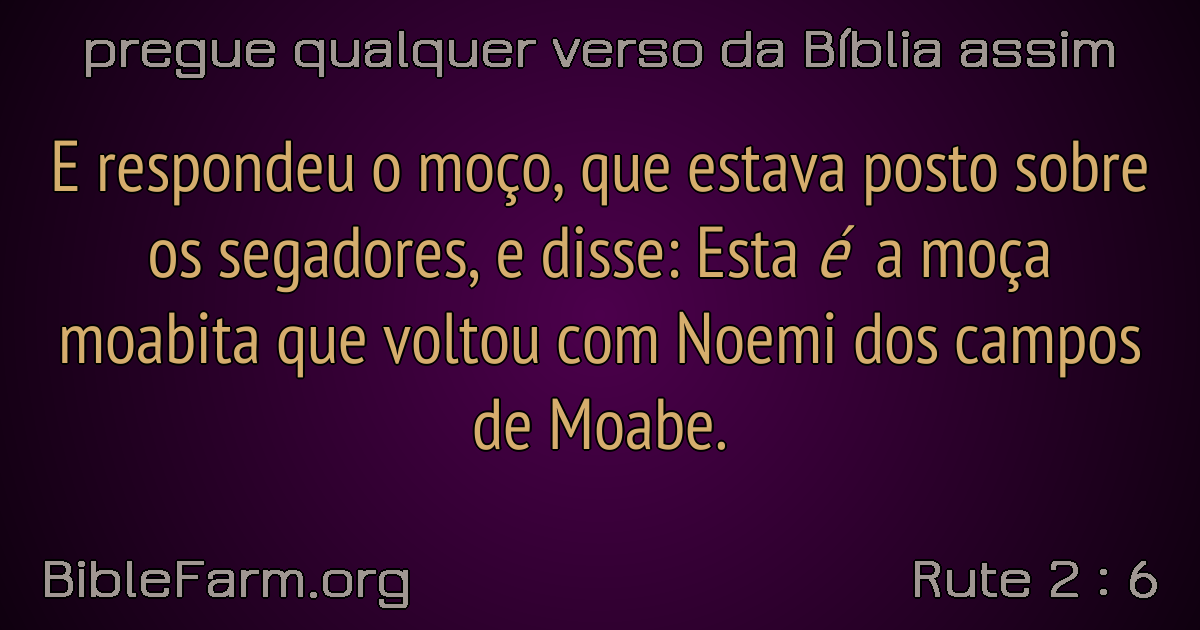 pregue qualquer verso da Bíblia assim
E respondeu o moço, que estava posto sobre
os segadores, e disse: Esta é a moça
moabita que voltou com Noemi dos campos
de Moabe.
BibleFarm.org
Rute 2 : 6